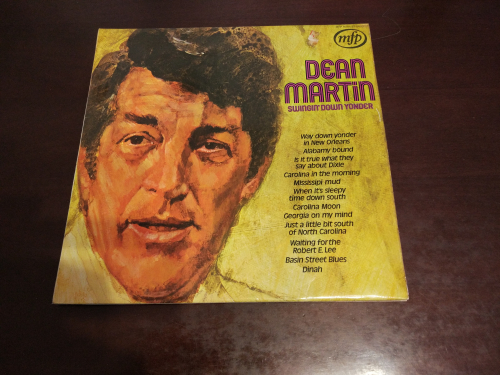 mfp
DEAN
MARTIN
SWINGIN' DOWN YONDER
Way down yonder
in New Orleans
Alabamy bound
Is it true what they
say about Dixie
Carolina in the morning
Mississipi mud
When it's sleepy
time down south
Carolina Moon
Georgia on my mind
Just a little bit south
of North Carolina
Waiting for the
Robert E. Lee
Basin Street Blues
Dinah